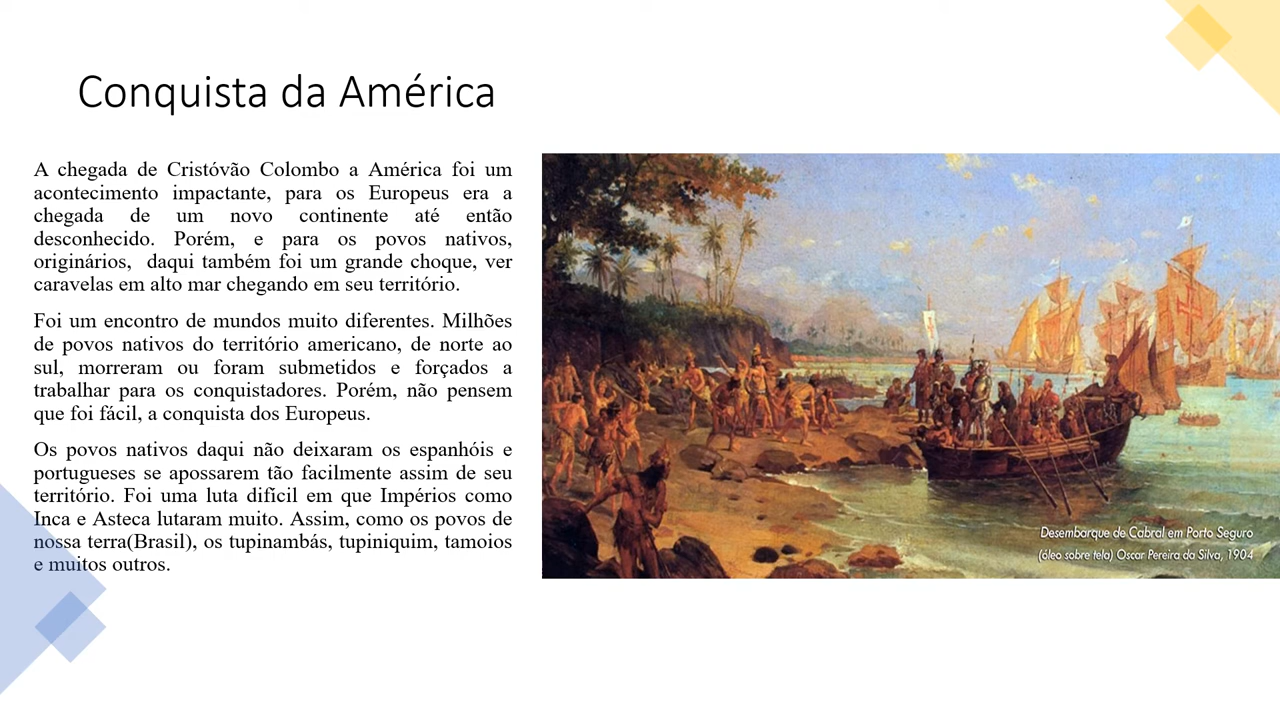 Conquista da América
A chegada de Cristóvão Colombo a América foi um
acontecimento impactante, para os Europeus era a
chegada de um novo continente até então
desconhecido. Porém, e para os povos nativos,
originários, daqui também foi um grande choque, ver
caravelas em alto mar chegando em seu território.
Foi um encontro de mundos muito diferentes. Milhões
de povos nativos do território americano, de norte ao
sul, morreram ou foram submetidos e forçados a
trabalhar para os conquistadores. Porém, não pensem
que foi fácil, a conquista dos Europeus.
Os povos nativos daqui não deixaram os espanhóis e
portugueses se apossarem tão facilmente assim de seu
território. Foi uma luta difícil em que Impérios como
Inca e Asteca lutaram muito. Assim, como os povos de
nossa terra(Brasil), os tupinambás, tupiniquim, tamoios
e muitos outros.
Desembarque de Cabral em Porto Seguro
(óleo sobre tela) Oscar Pereira da Silva, 1904